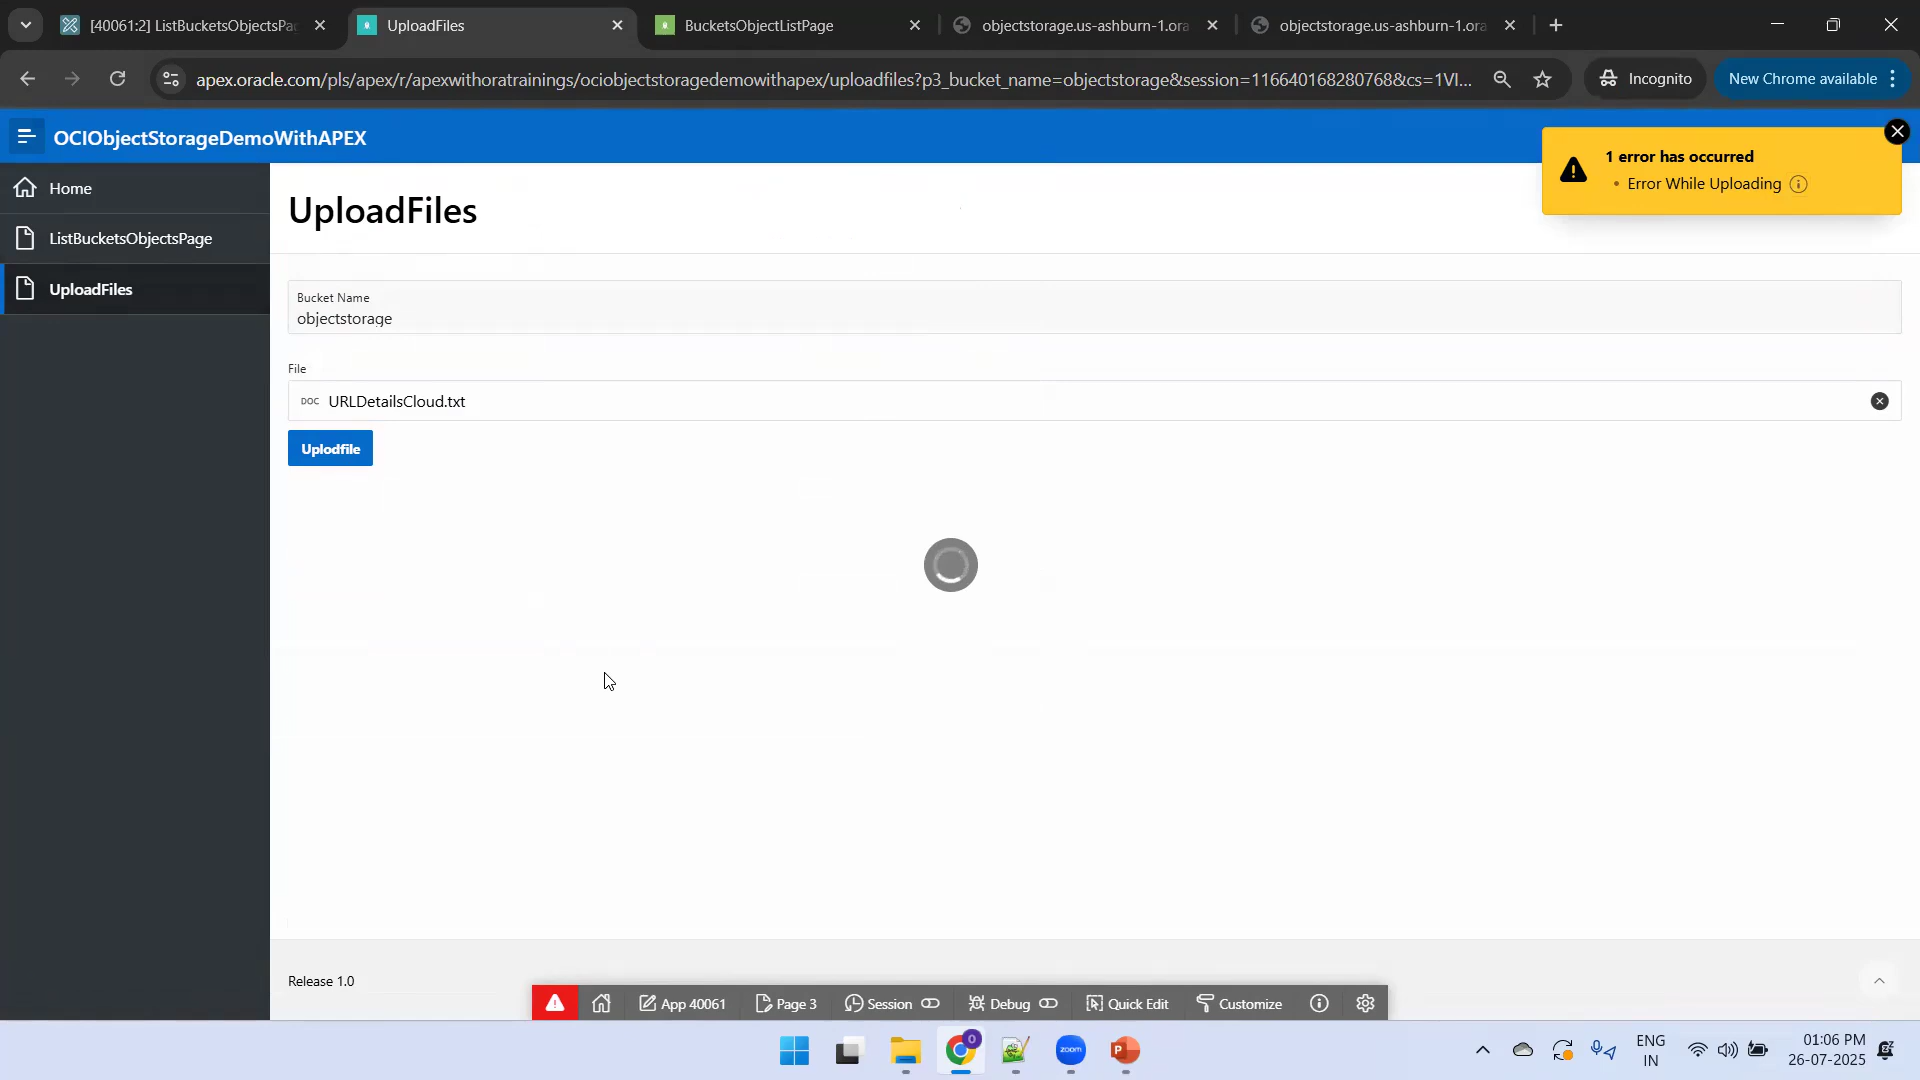 [40061:2] ListBucketsObjectsPa
UploadFiles
BucketsObjectListPage
objectstorage.us-ashburn-1.ora
objectstorage.us-ashburn-1.ora
apex.oracle.com/pls/apex/r/apexwithoratrainings/ociobjectstoragedemowithapex/uploadfiles?p3_bucket_name=objectstorage&session=116640168280768&cs=1VI...
Incognito
New Chrome available
OCIObjectStorageDemoWithAPEX
1 error has occurred
• Error While Uploading
Home
ListBucketsObjectsPage
UploadFiles
UploadFiles
Bucket Name
objectstorage
File
DOC URLDetailsCloud.txt
Uplodfile
Release 1.0
App 40061
Page 3
Session
Debug
Quick Edit
Customize
0
zoom
P
ENG
IN
01:06 PM
26-07-2025